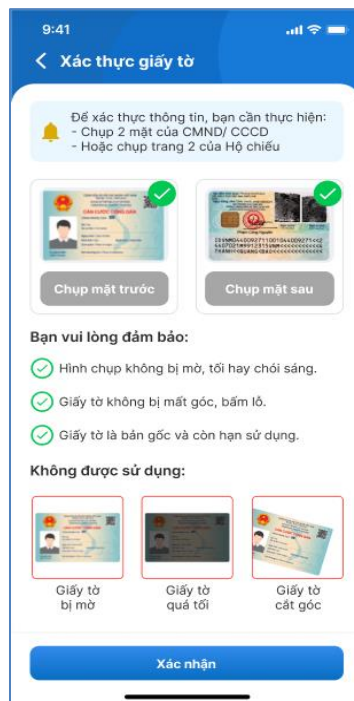 9:41
Xác thực giấy tờ
Để xác thực thông tin, bạn cần thực hiện:
- Chụp 2 mặt của CMND/ CCCD
- Hoặc chụp trang 2 của Hộ chiếu
CĂN CƯỚC CÔNG DÂN
Chụp mặt trước
Chụp mặt sau
Bạn vui lòng đảm bảo:
Hình chụp không bị mờ, tối hay chói sáng.
Giấy tờ không bị mất góc, bấm lỗ.
Giấy tờ là bản gốc và còn hạn sử dụng.
Không được sử dụng:
Giấy tờ
bị mờ
Giấy tờ
quá tối
Giấy tờ
cắt góc
Xác nhận